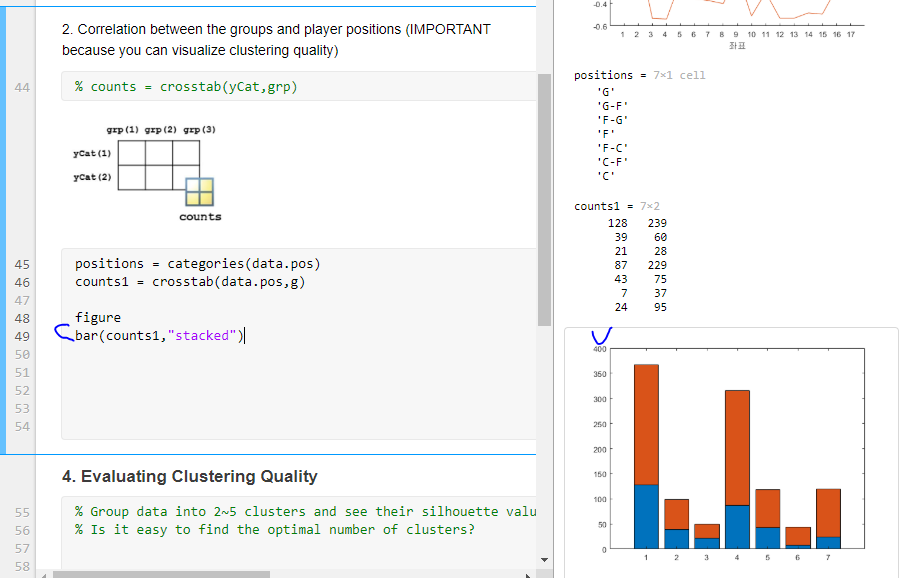 2. Correlation between the groups and player positions (IMPORTANT
because you can visualize clustering quality)
44
% counts = crosstab(yCat,grp)
grp(1) grp(2) grp(3)
yCat(1)
yCat(2)
counts
45 positions = categories(data.pos)
46 counts1 = crosstab(data.pos,g)
47
48 figure
49 bar(counts1,"stacked")
50
51
52
53
54
4. Evaluating Clustering Quality
55 % Group data into 2~5 clusters and see their silhouette valu
56 % Is it easy to find the optimal number of clusters?
57
58
-0.4
-0.6
1 2 3 4 5 6 7 8 9 10 11 12 13 14 15 16 17
좌표
positions = 7×1 cell
'G'
'G-F'
'F-G'
'F'
'F-C'
'C-F'
'C'
counts1 = 7×2
128 239
39 60
21 28
87 229
43 75
7 37
24 95
400
350
300
250
200
150
100
50
0
1 2 3 4 5 6 7